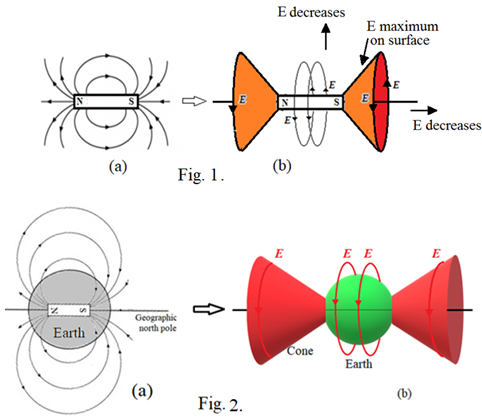 E decreases
E maximum
on surface
N S
E N S E E E E
E E
E decreases
(a) (b)
Fig. 1.
E E E E
N S
Earth
Geographic
north pole
Cone Earth
(a) (b)
Fig. 2.